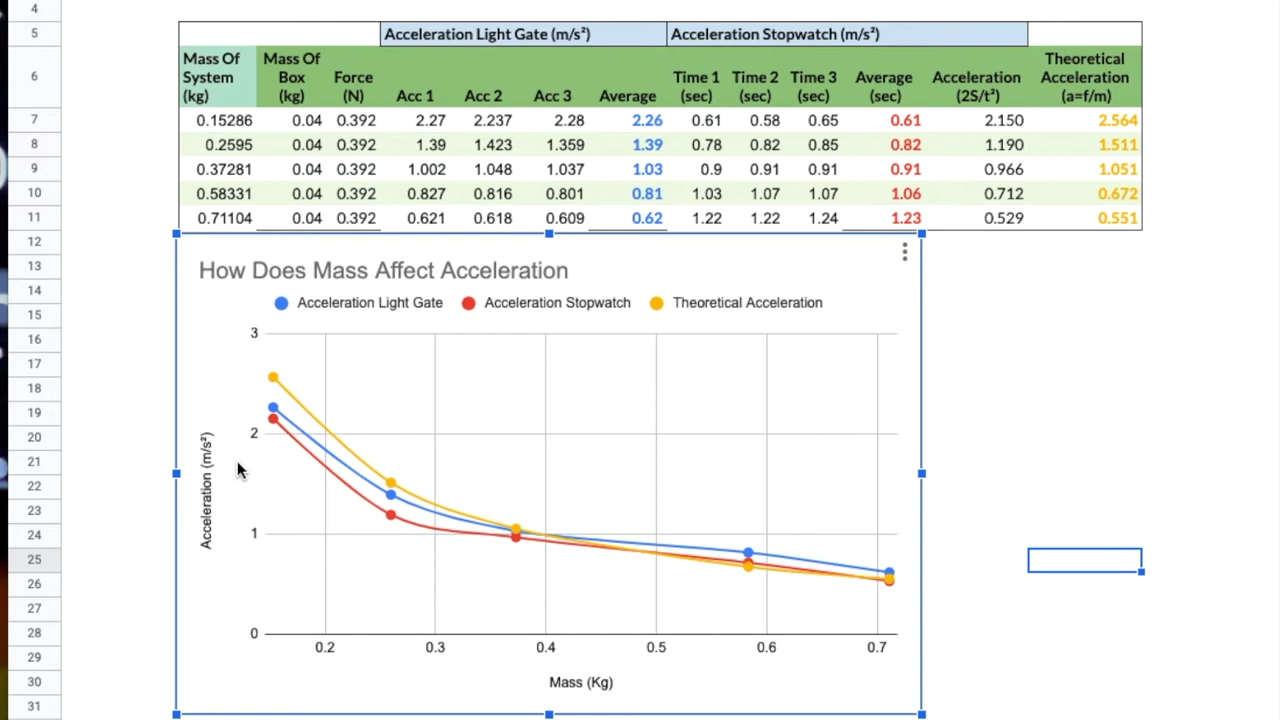 4
5 Acceleration Light Gate (m/s²) Acceleration Stopwatch (m/s²)
6 Mass Of System (kg) Mass Of Box (kg) Force (N) Acc 1 Acc 2 Acc 3 Average Time 1 (sec) Time 2 (sec) Time 3 (sec) Average (sec) Acceleration (2S/t²) Theoretical Acceleration (a=f/m)
7 0.15286 0.04 0.392 2.27 2.237 2.28 2.26 0.61 0.58 0.65 0.61 2.150 2.564
8 0.2595 0.04 0.392 1.39 1.423 1.359 1.39 0.78 0.82 0.85 0.82 1.190 1.511
9 0.37281 0.04 0.392 1.002 1.048 1.037 1.03 0.9 0.91 0.91 0.91 0.966 1.051
10 0.58331 0.04 0.392 0.827 0.816 0.801 0.81 1.03 1.07 1.07 1.06 0.712 0.672
11 0.71104 0.04 0.392 0.621 0.618 0.609 0.62 1.22 1.22 1.24 1.23 0.529 0.551
12
13
14
15
16
17
18
19
20
21
22
23
24
25
26
27
28
29
30
31
How Does Mass Affect Acceleration
Acceleration Light Gate Acceleration Stopwatch Theoretical Acceleration
3
2
1
0
Acceleration (m/s²)
0.2 0.3 0.4 0.5 0.6 0.7
Mass (Kg)